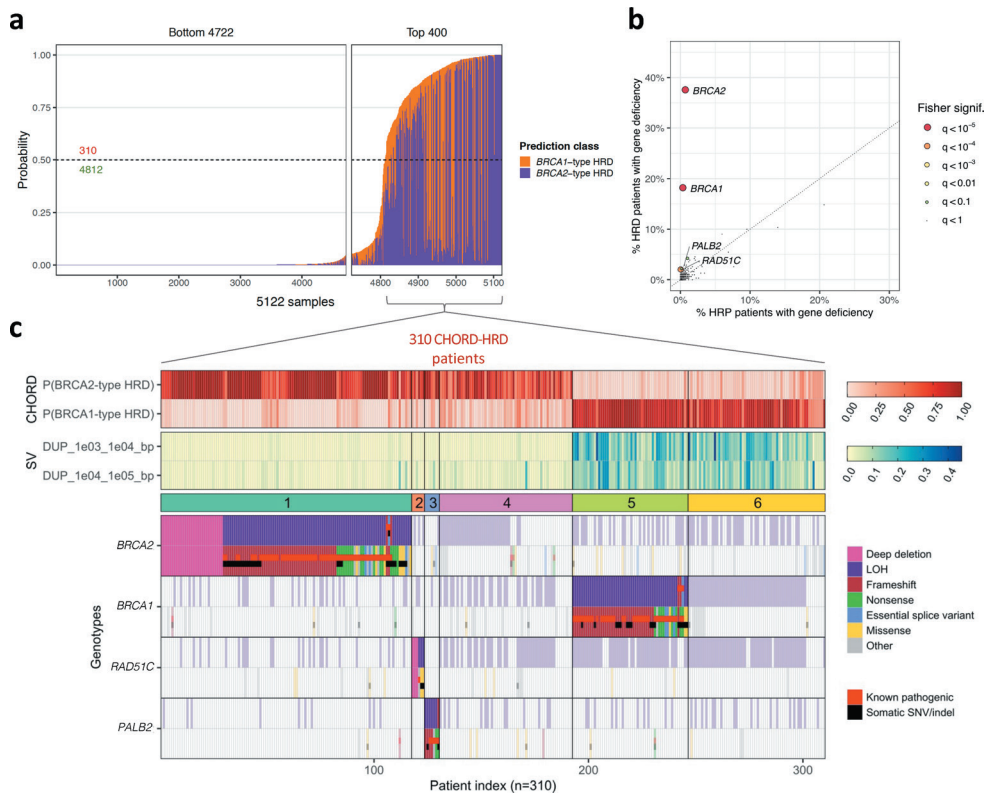 a
Bottom 4722
Top 400
1.00
0.75
0.50
0.25
0.00
Probability
310
4812
1000
2000
3000
4000
4800
4900
5000
5100
5122 samples
Prediction class
BRCA1-type HRD
BRCA2-type HRD
b
40%
30%
20%
10%
0%
% HRD patients with gene deficiency
BRCA2
BRCA1
PALB2
RAD51C
0%
10%
20%
30%
% HRP patients with gene deficiency
Fisher signif.
q < 10⁻⁵
q < 10⁻⁴
q < 10⁻³
q < 0.01
q < 0.1
q < 1
c
310 CHORD-HRD
patients
CHORD
P(BRCA2-type HRD)
P(BRCA1-type HRD)
0.00
0.25
0.50
0.75
1.00
SV
DUP_1e03_1e04_bp
DUP_1e04_1e05_bp
0.0
0.1
0.2
0.3
0.4
1
2
3
4
5
6
Genotypes
BRCA2
BRCA1
RAD51C
PALB2
Deep deletion
LOH
Frameshift
Nonsense
Essential splice variant
Missense
Other
Known pathogenic
Somatic SNV/indel
100
200
300
Patient index (n=310)